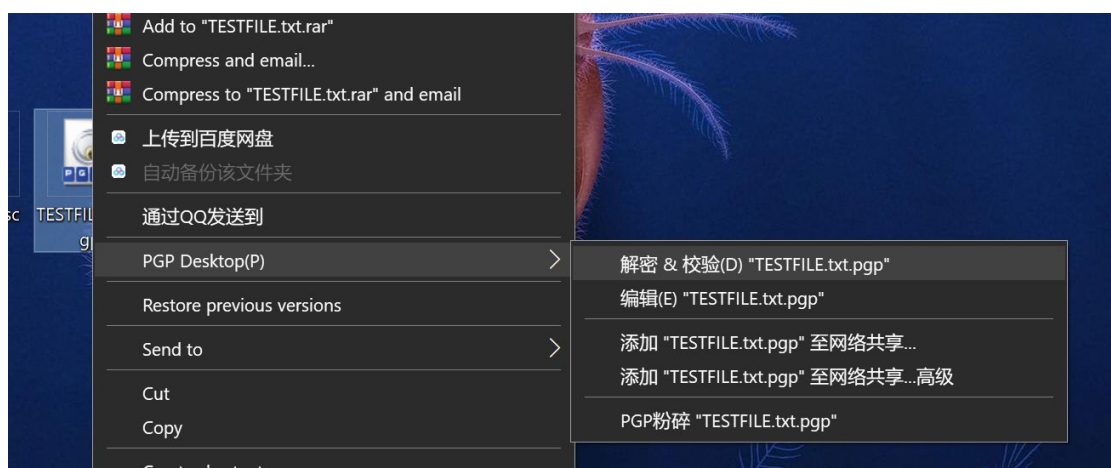 Add to "TESTFILE.txt.rar"
Compress and email...
Compress to "TESTFILE.txt.rar" and email
上传到百度网盘
自动备份该文件夹
sc
TESTFIL
g
通过QQ发送到
PGP Desktop(P)
解密 & 校验(D) "TESTFILE.txt.pgp"
编辑(E) "TESTFILE.txt.pgp"
Restore previous versions
添加 "TESTFILE.txt.pgp" 至网络共享...
Send to
添加 "TESTFILE.txt.pgp" 至网络共享...高级
Cut
PGP粉碎 "TESTFILE.txt.pgp"
Copy